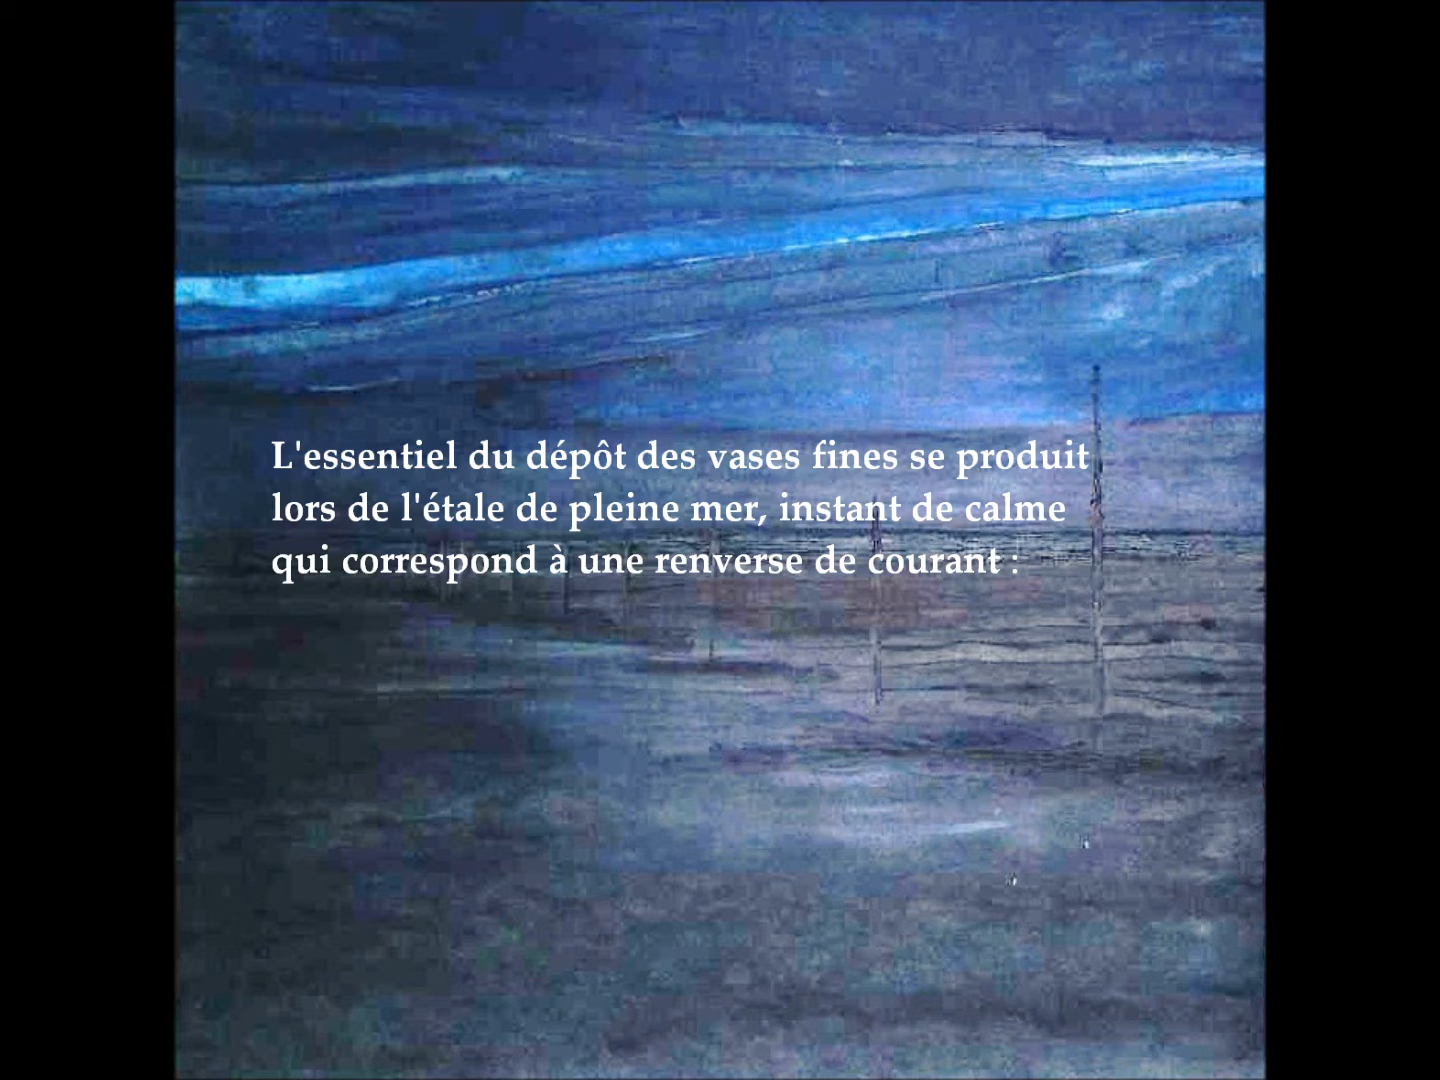 L'essentiel du dépôt des vases fines se produit
lors de l'étale de pleine mer, instant de calme
qui correspond à une renverse de courant :